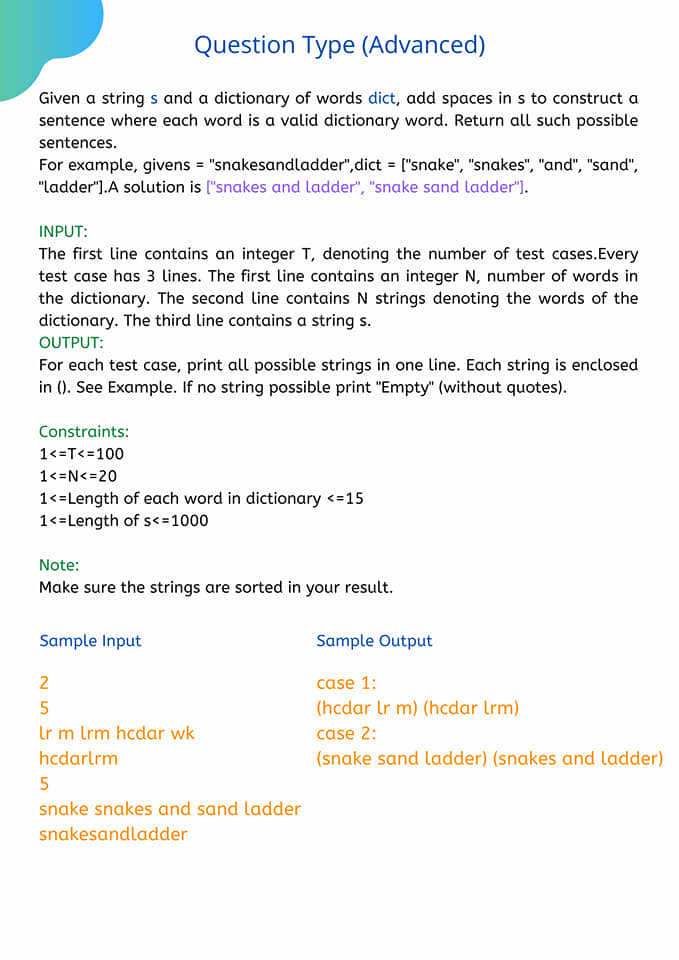 Question Type (Advanced)
Given a string s and a dictionary of words dict, add spaces in s to construct a
sentence where each word is a valid dictionary word. Return all such possible
sentences.
For example, givens = "snakesandladder",dict = ["snake", "snakes", "and", "sand",
"ladder"].A solution is ["snakes and ladder", "snake sand ladder"].
INPUT:
The first line contains an integer T, denoting the number of test cases.Every
test case has 3 lines. The first line contains an integer N, number of words in
the dictionary. The second line contains N strings denoting the words of the
dictionary. The third line contains a string s.
OUTPUT:
For each test case, print all possible strings in one line. Each string is enclosed
in (). See Example. If no string possible print "Empty" (without quotes).
Constraints:
1<=T<=100
1<=N<=20
1<=Length of each word in dictionary <=15
1<=Length of s<=1000
Note:
Make sure the strings are sorted in your result.
Sample Input
2
5
lr m lrm hcdar wk
hcdarlrm
5
snake snakes and sand ladder
snakesandladder
Sample Output
case 1:
(hcdar lr m) (hcdar lrm)
case 2:
(snake sand ladder) (snakes and ladder)